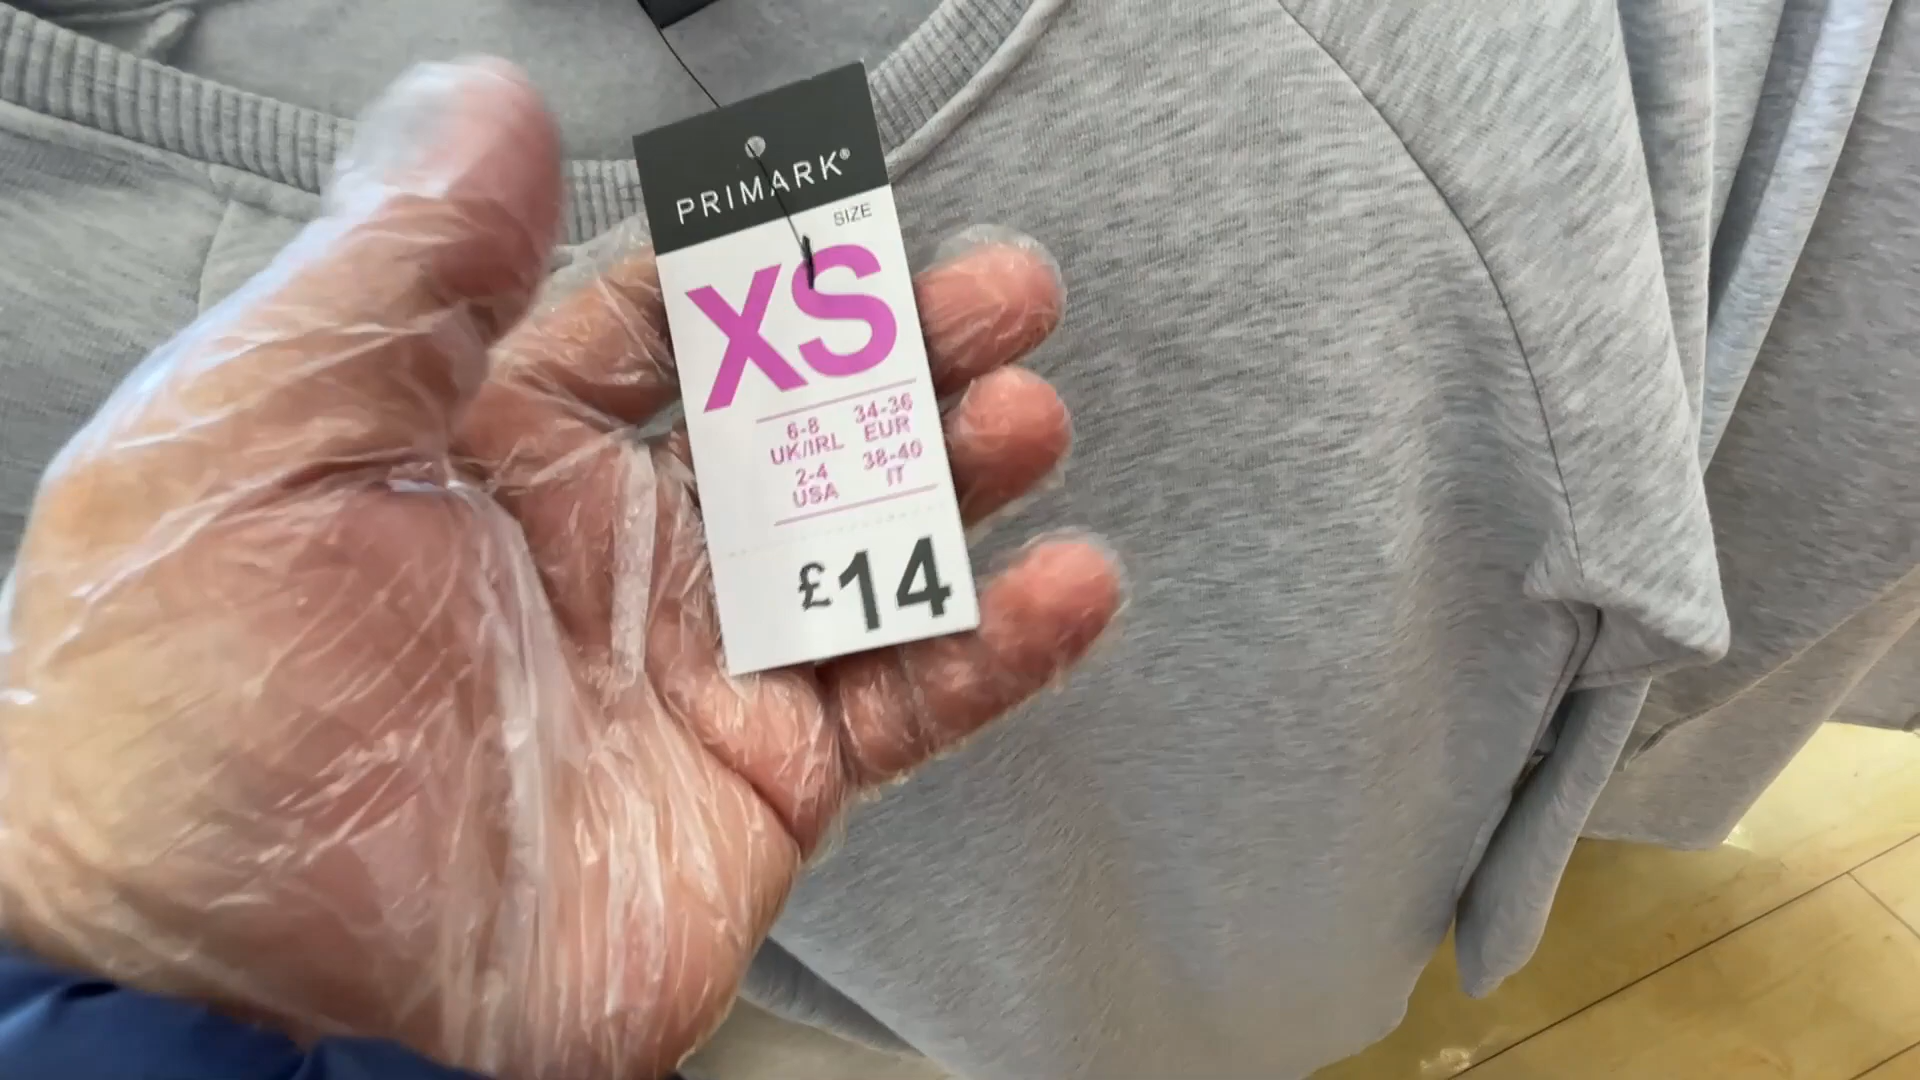 PRIMARK®
SIZE
XS
6-8
UK/IRL
34-36
EUR
2-4
USA
38-40
IT
£14